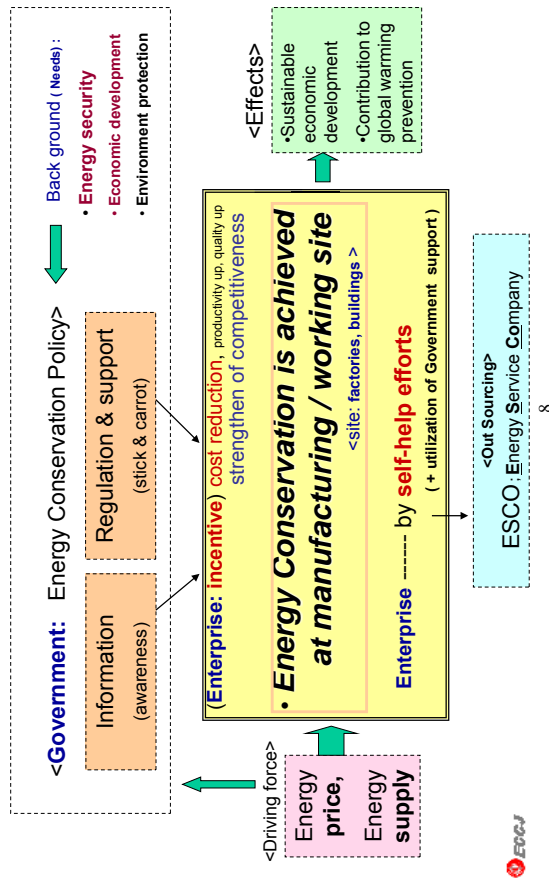 <Government: Energy Conservation Policy>
Back ground ( Needs) :
• Energy security
• Economic development
• Environment protection
Information
(awareness)
Regulation & support
(stick & carrot)
<Driving force>
Energy
price,
Energy
supply
(Enterprise: incentive) cost reduction, productivity up, quality up
strengthen of competitiveness
• Energy Conservation is achieved
at manufacturing / working site
<site: factories, buildings >
Enterprise ------ by self-help efforts
( + utilization of Government support )
<Effects>
•Sustainable
economic
development
•Contribution to
global warming
prevention
<Out Sourcing>
ESCO ; Energy Service Company
ECCJ
8